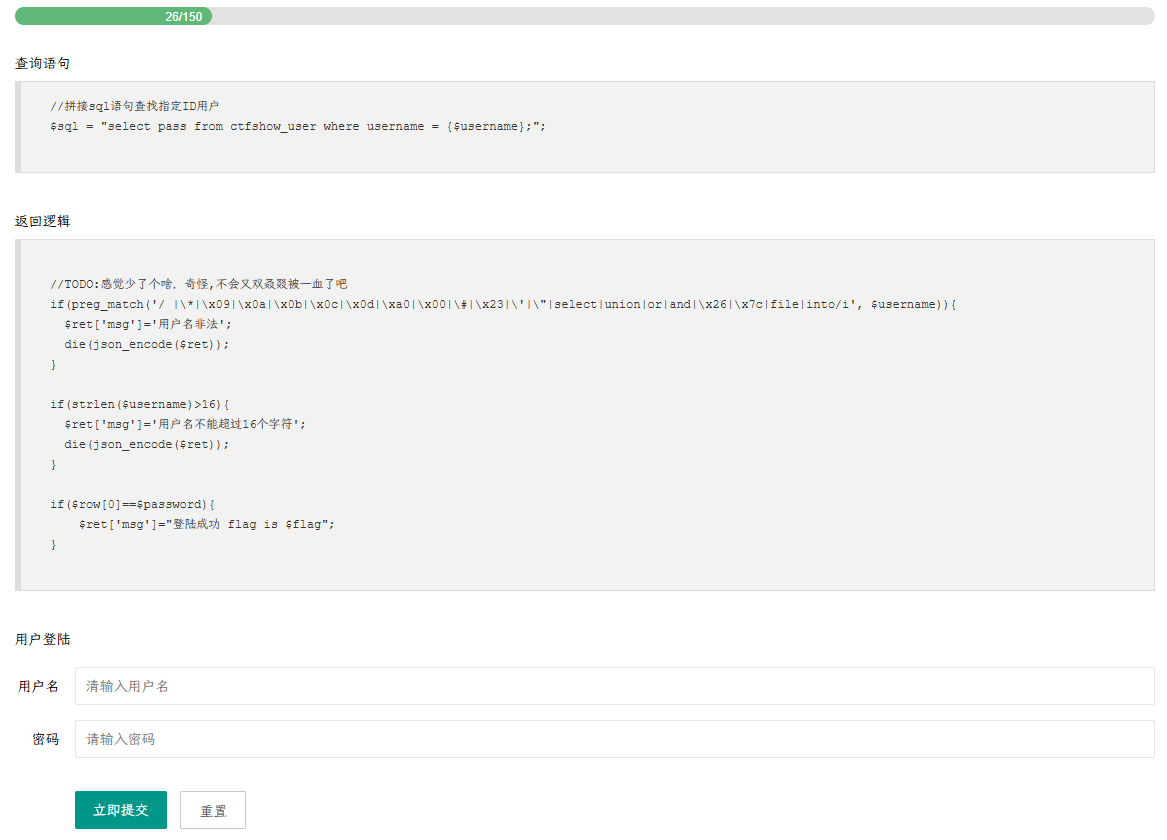 26/150
查询语句
//拼接sql语句查找指定ID用户
$sql = "select pass from ctfshow_user where username = {$username};";
返回逻辑
//TODO:感觉少了个啥，奇怪,不会又双叒叕被一血了吧
if(preg_match('/ |\*|\x09|\x0a|\x0b|\x0c|\x0d|\xa0|\x00|\#|\x23|\'|\"|select|union|or|and|\x26|\x7c|file|into/i', $username)){
$ret['msg']='用户名非法';
die(json_encode($ret));
}
if(strlen($username)>16){
$ret['msg']='用户名不能超过16个字符';
die(json_encode($ret));
}
if($row[0]==$password){
$ret['msg']="登陆成功 flag is $flag";
}
用户登陆
用户名 请输入用户名
密码 请输入密码
立即提交 重置